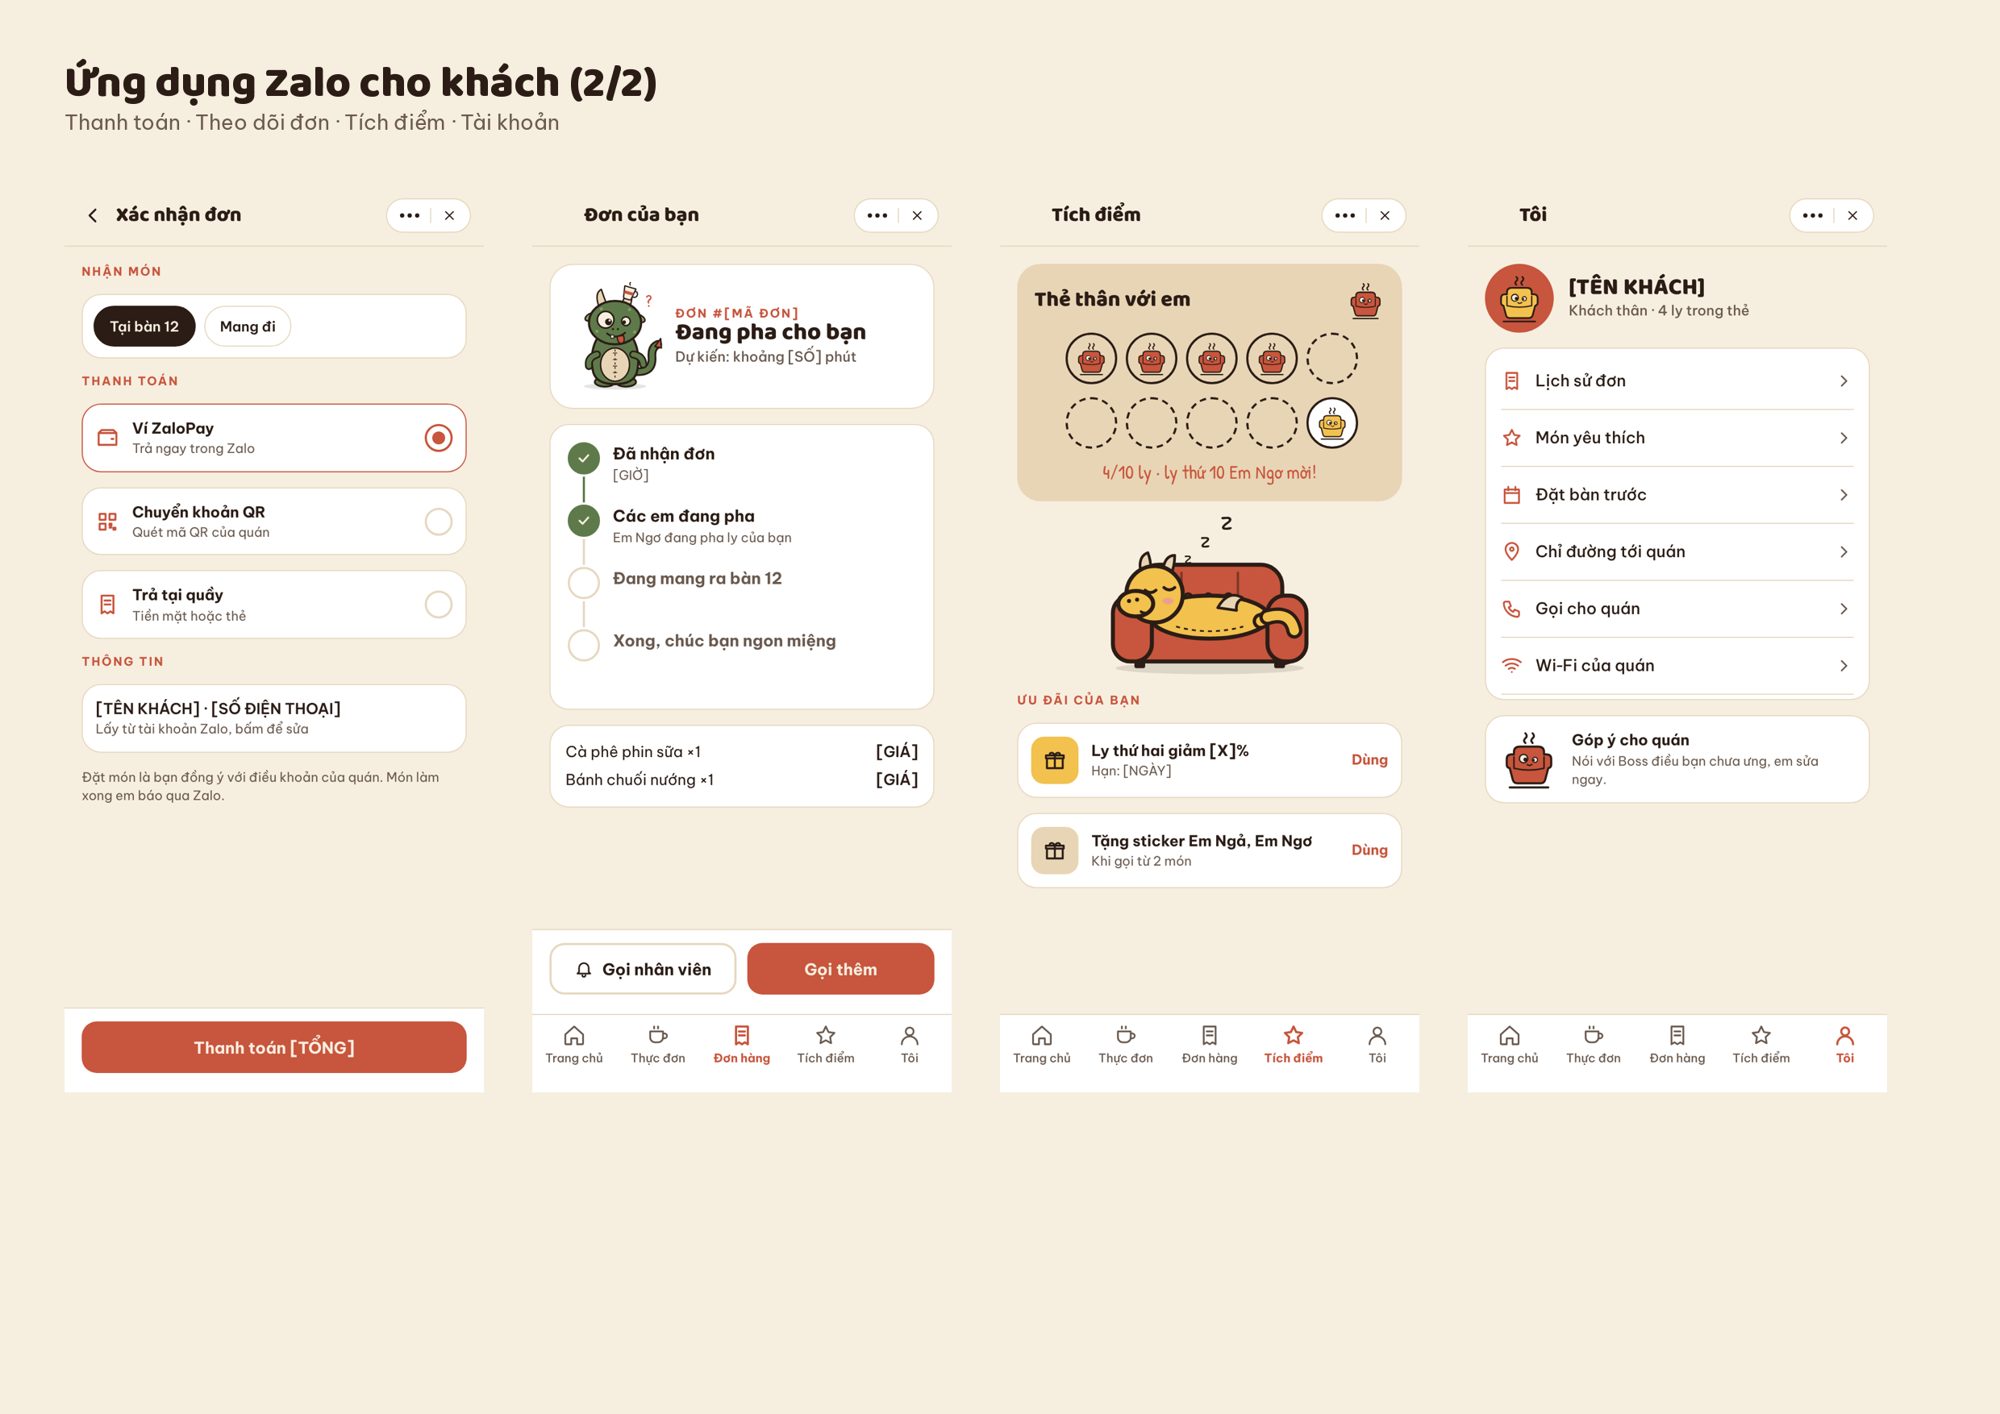 Ứng dụng Zalo cho khách (2/2)
Thanh toán · Theo dõi đơn · Tích điểm · Tài khoản
Xác nhận đơn
NHẬN MÓN
Tại bàn 12
Mang đi
THANH TOÁN
Ví ZaloPay
Trả ngay trong Zalo
Chuyển khoản QR
Quét mã QR của quán
Trả tại quầy
Tiền mặt hoặc thẻ
THÔNG TIN
[TÊN KHÁCH] · [SỐ ĐIỆN THOẠI]
Lấy từ tài khoản Zalo, bấm để sửa
Đặt món là bạn đồng ý với điều khoản của quán. Món làm
xong em báo qua Zalo.
Thanh toán [TỔNG]
Đơn của bạn
?
ĐƠN #[MÃ ĐƠN]
Đang pha cho bạn
Dự kiến: khoảng [SỐ] phút
Đã nhận đơn
[GIỜ]
Các em đang pha
Em Ngơ đang pha ly của bạn
Đang mang ra bàn 12
Xong, chúc bạn ngon miệng
Cà phê phin sữa ×1 [GIÁ]
Bánh chuối nướng ×1 [GIÁ]
Gọi nhân viên
Gọi thêm
Trang chủ Thực đơn Đơn hàng Tích điểm Tôi
Tích điểm
Thẻ thân với em
4/10 ly · ly thứ 10 Em Ngơ mời!
z
z
z
ƯU ĐÃI CỦA BẠN
Ly thứ hai giảm [X]%
Hạn: [NGÀY]
Dùng
Tặng sticker Em Ngả, Em Ngơ
Khi gọi từ 2 món
Dùng
Trang chủ Thực đơn Đơn hàng Tích điểm Tôi
Tôi
[TÊN KHÁCH]
Khách thân · 4 ly trong thẻ
Lịch sử đơn
Món yêu thích
Đặt bàn trước
Chỉ đường tới quán
Gọi cho quán
Wi-Fi của quán
Góp ý cho quán
Nói với Boss điều bạn chưa ưng, em sửa
ngay.
Trang chủ Thực đơn Đơn hàng Tích điểm Tôi